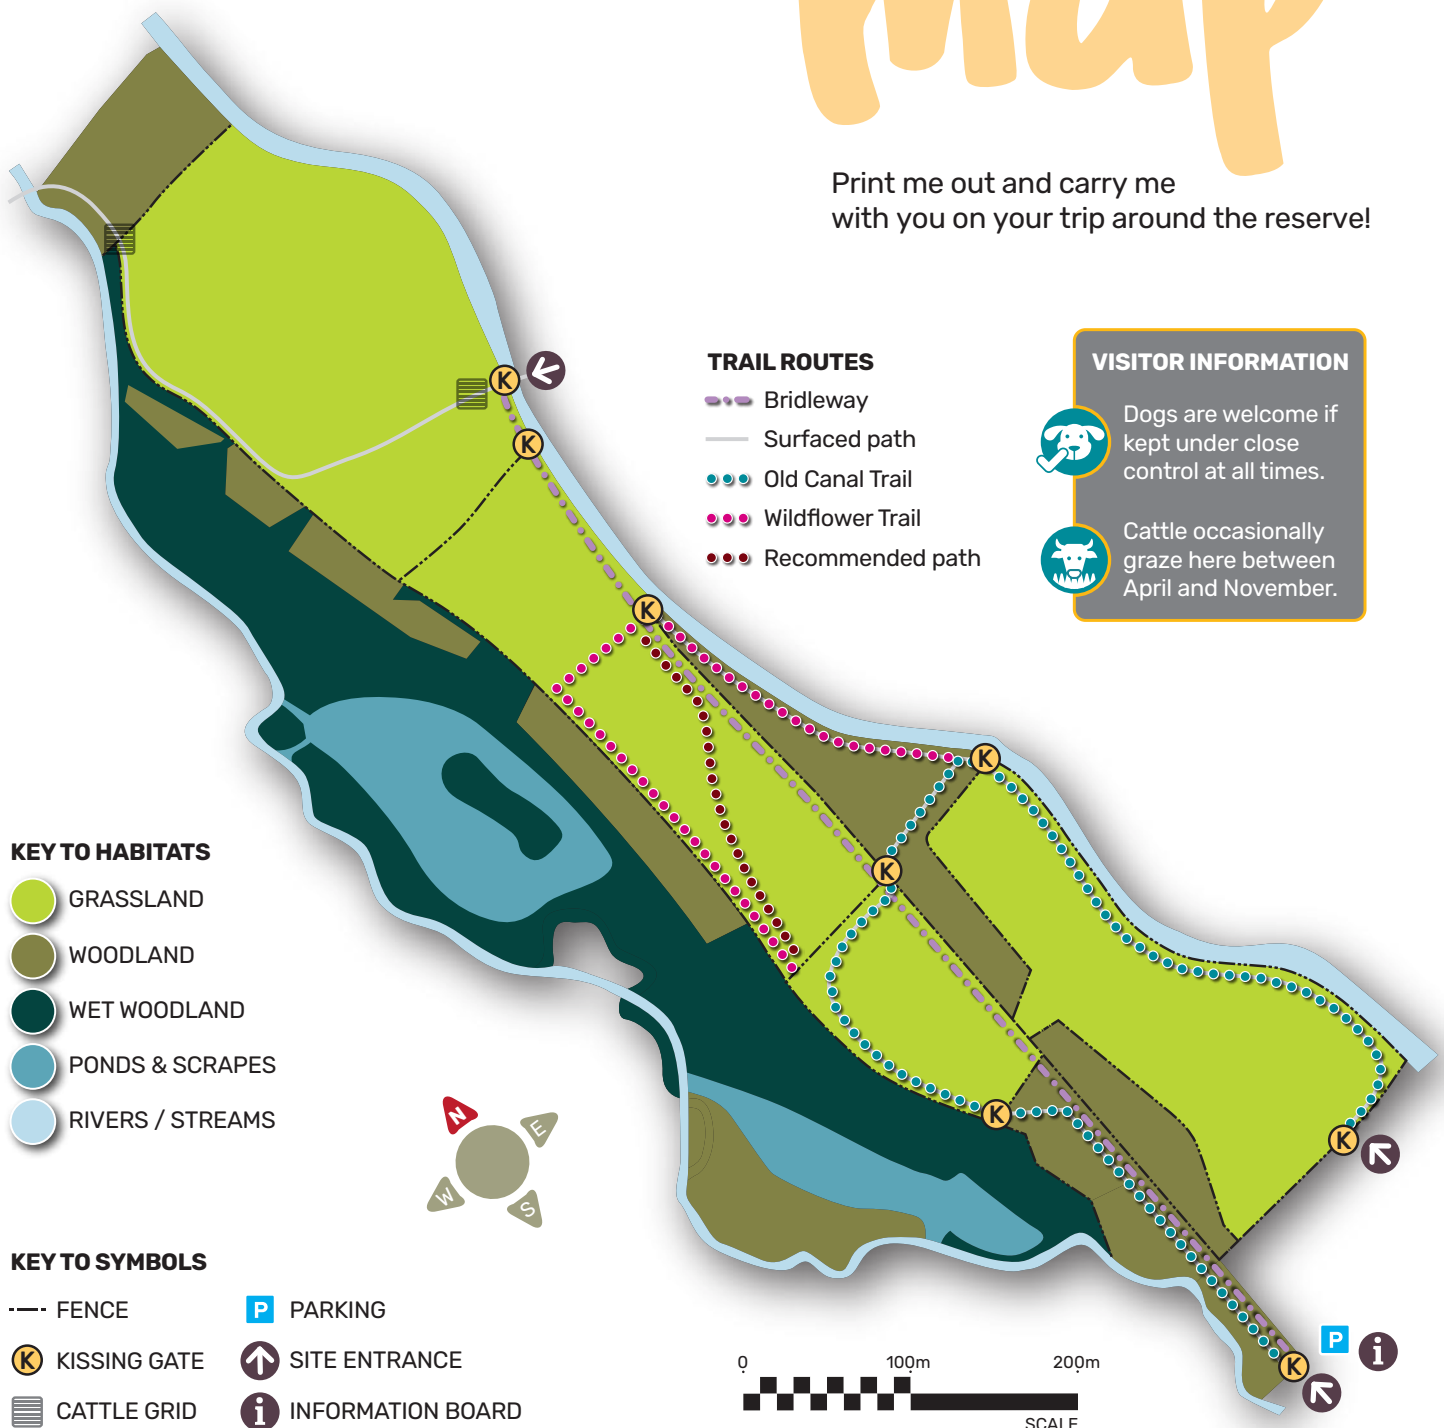 map
Print me out and carry me
with you on your trip around the reserve!
TRAIL ROUTES
Bridleway
Surfaced path
Old Canal Trail
Wildflower Trail
Recommended path
VISITOR INFORMATION
Dogs are welcome if
kept under close
control at all times.
Cattle occasionally
graze here between
April and November.
K
K
K
K
K
K
K
K
KEY TO HABITATS
GRASSLAND
WOODLAND
WET WOODLAND
PONDS & SCRAPES
RIVERS / STREAMS
N
E
W
S
KEY TO SYMBOLS
FENCE
P PARKING
K KISSING GATE
SITE ENTRANCE
CATTLE GRID
i INFORMATION BOARD
P
i
0 100m 200m
SCALE